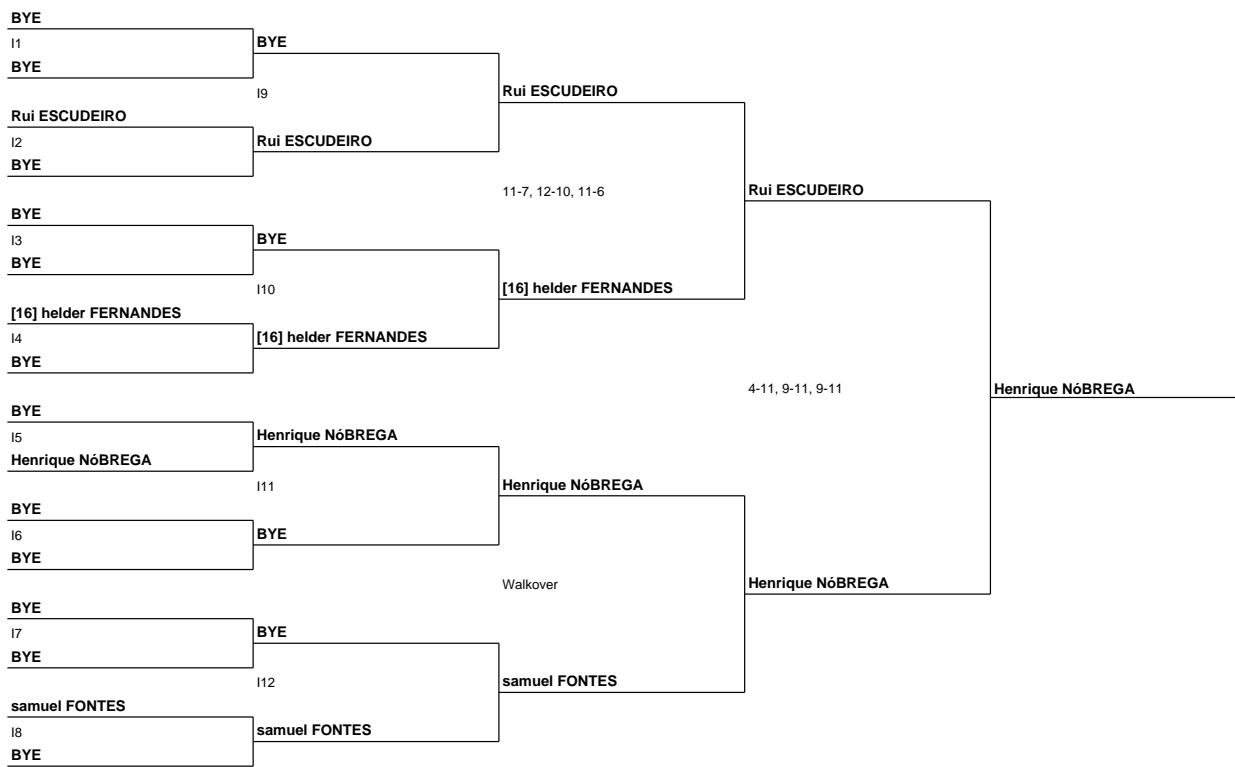 BYE
I1
BYE
BYE
I9
Rui ESCUDEIRO
Rui ESCUDEIRO
I2
Rui ESCUDEIRO
BYE
11-7, 12-10, 11-6
Rui ESCUDEIRO
BYE
I3
BYE
BYE
I10
[16] helder FERNANDES
[16] helder FERNANDES
I4
[16] helder FERNANDES
BYE
4-11, 9-11, 9-11
Henrique NóBREGA
BYE
I5
Henrique NóBREGA
Henrique NóBREGA
I11
Henrique NóBREGA
BYE
I6
BYE
BYE
Walkover
Henrique NóBREGA
BYE
I7
BYE
BYE
I12
samuel FONTES
samuel FONTES
I8
samuel FONTES
BYE